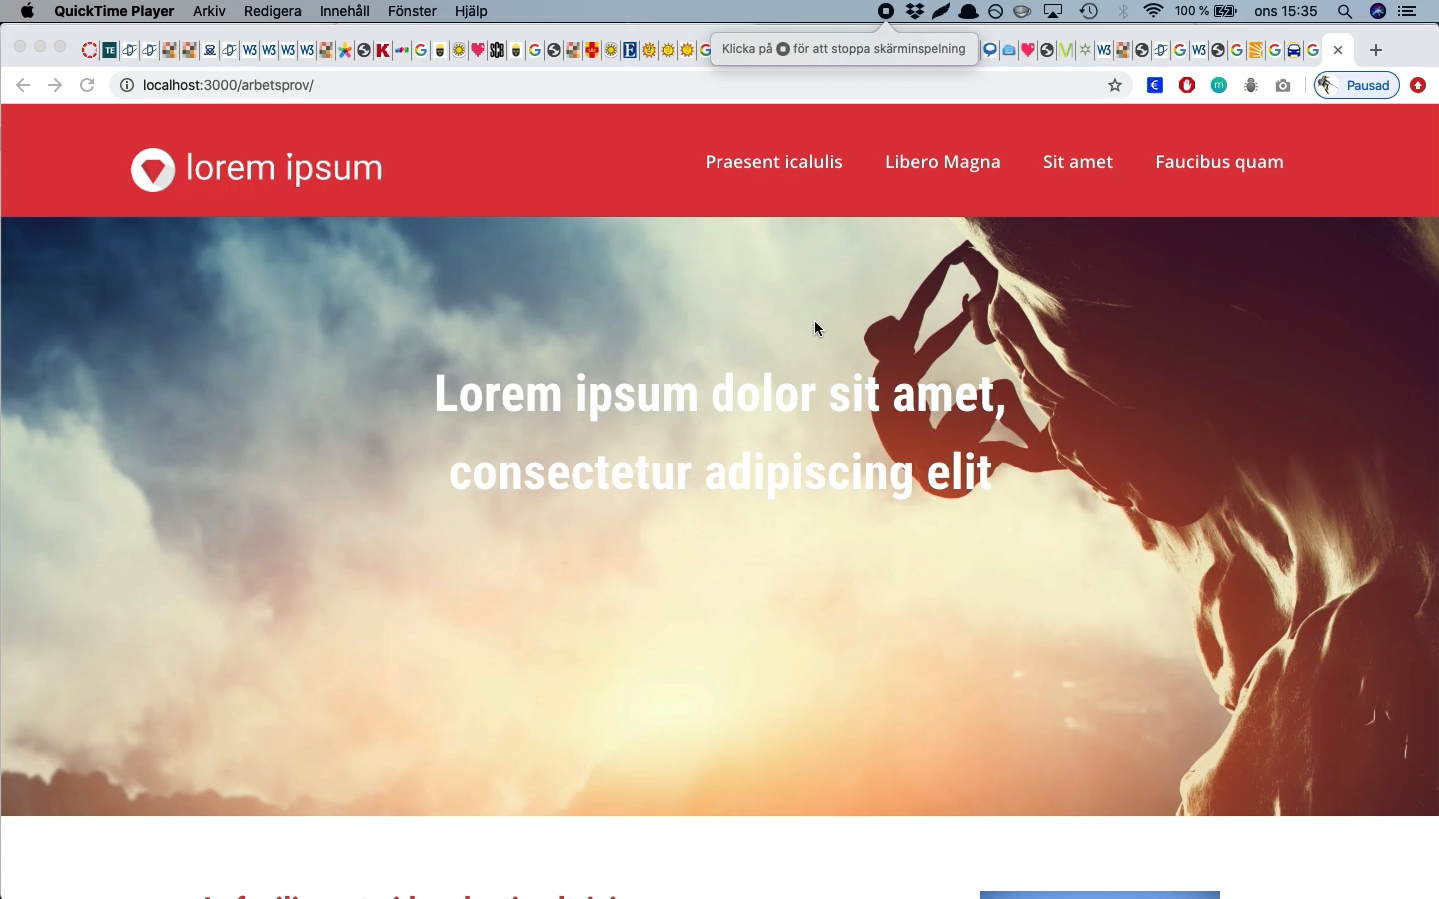 QuickTime Player Arkiv Redigera Innehåll Fönster Hjälp 100 % ons 15:35
Klicka på för att stoppa skärminspelning
localhost:3000/arbetsprov/ Pausad
lorem ipsum
Praesent icalulis Libero Magna Sit amet Faucibus quam
Lorem ipsum dolor sit amet,
consectetur adipiscing elit